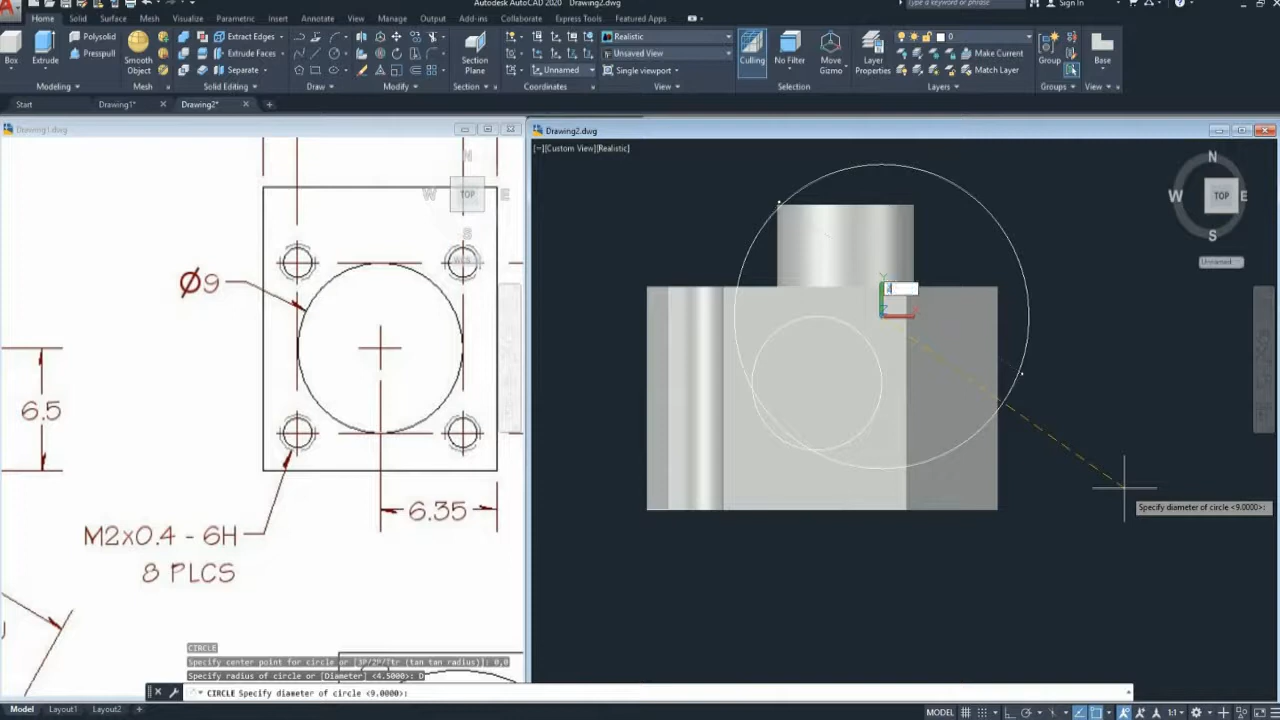 Autodesk AutoCAD 2020 Drawing2.dwg
Sign In
Home Solid Surface Mesh Visualize Parametric Insert Annotate View Manage Output Add-ins Collaborate Express Tools Featured Apps
Polysolid
Presspull
Box
Extrude
Smooth
Object
Extract Edges
Extrude Faces
Separate
Section
Plane
Unnamed
Realistic
Unsaved View
Single viewport
Culling
No Filter
Move
Gizmo
Layer
Properties
0
Make Current
Match Layer
Group
Base
Modeling
Mesh
Solid Editing
Draw
Modify
Section
Coordinates
View
Selection
Layers
Groups
View
Start
Drawing1*
Drawing2*
Drawing1.dwg
Drawing2.dwg
[−][Custom View][Realistic]
N
W TOP E
S
WCS
N
W TOP E
S
Unnamed
Ø9
6.5
6.35
M2x0.4 - 6H
8 PLCS
Y
X
Specify diameter of circle <9.0000>:
CIRCLE
Specify center point for circle or [3P/2P/Ttr (tan tan radius)]: 0,0
Specify radius of circle or [Diameter] <4.5000>: D
CIRCLE Specify diameter of circle <9.0000>:
Model Layout1 Layout2
MODEL
1:1